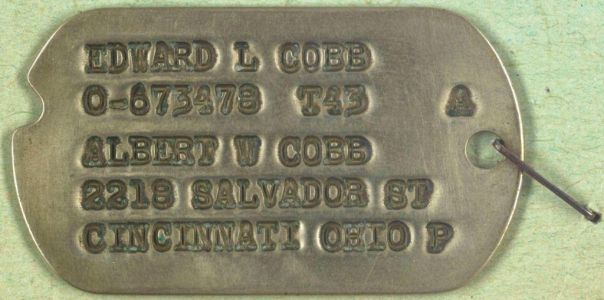 EDWARD L COBB
O-673478 T43 A
ALBERT W COBB
2218 SALVADOR ST
CINCINNATI OHIO P